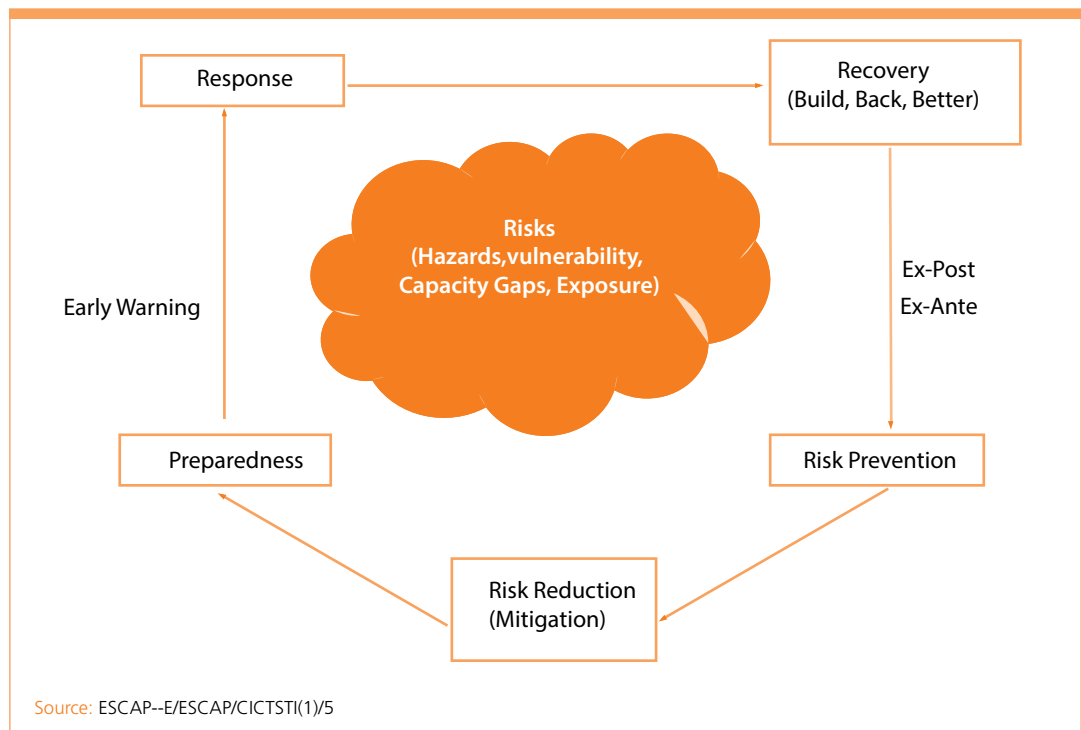 Response
Recovery
(Build, Back, Better)
Risks
(Hazards,vulnerability,
Capacity Gaps, Exposure)
Early Warning
Ex-Post
Ex-Ante
Preparedness
Risk Prevention
Risk Reduction
(Mitigation)
Source: ESCAP--E/ESCAP/CICTSTI(1)/5